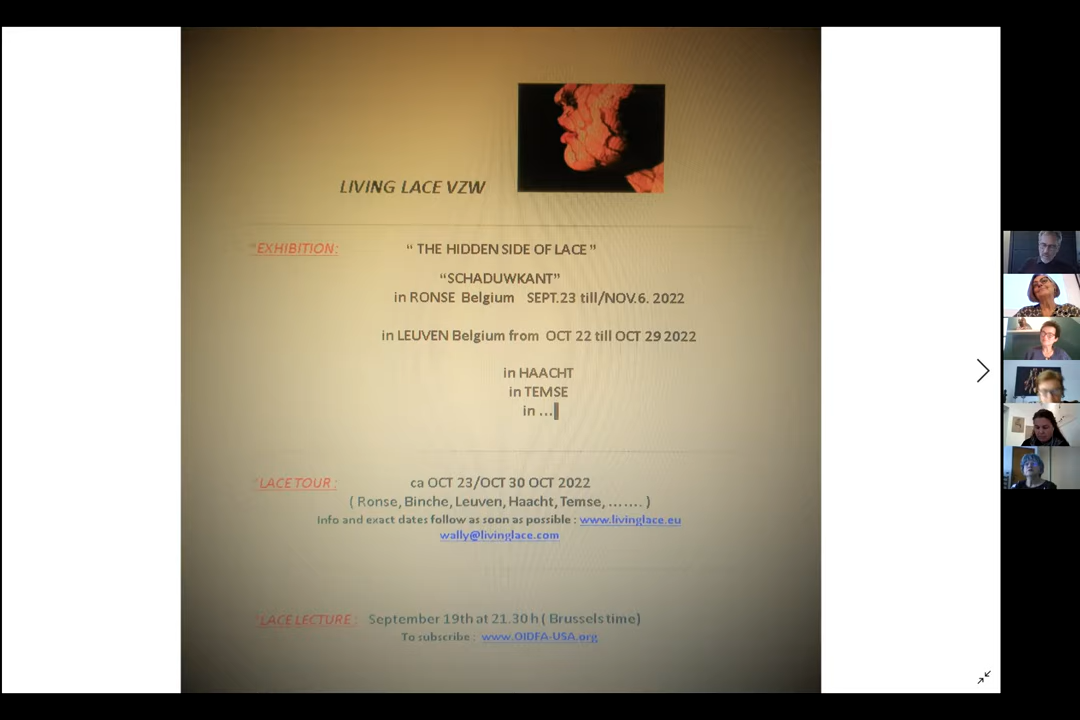 LIVING LACE VZW
*EXHIBITION:
“ THE HIDDEN SIDE OF LACE ”
“SCHADUWKANT”
in RONSE Belgium SEPT.23 till/NOV.6. 2022
in LEUVEN Belgium from OCT 22 till OCT 29 2022
in HAACHT
in TEMSE
in ...
*LACE TOUR :
ca OCT 23/OCT 30 OCT 2022
( Ronse, Binche, Leuven, Haacht, Temse, ....... )
Info and exact dates follow as soon as possible : www.livinglace.eu
wally@livinglace.com
*LACE LECTURE : September 19th at 21.30 h ( Brussels time)
To subscribe : www.OIDFA-USA.org